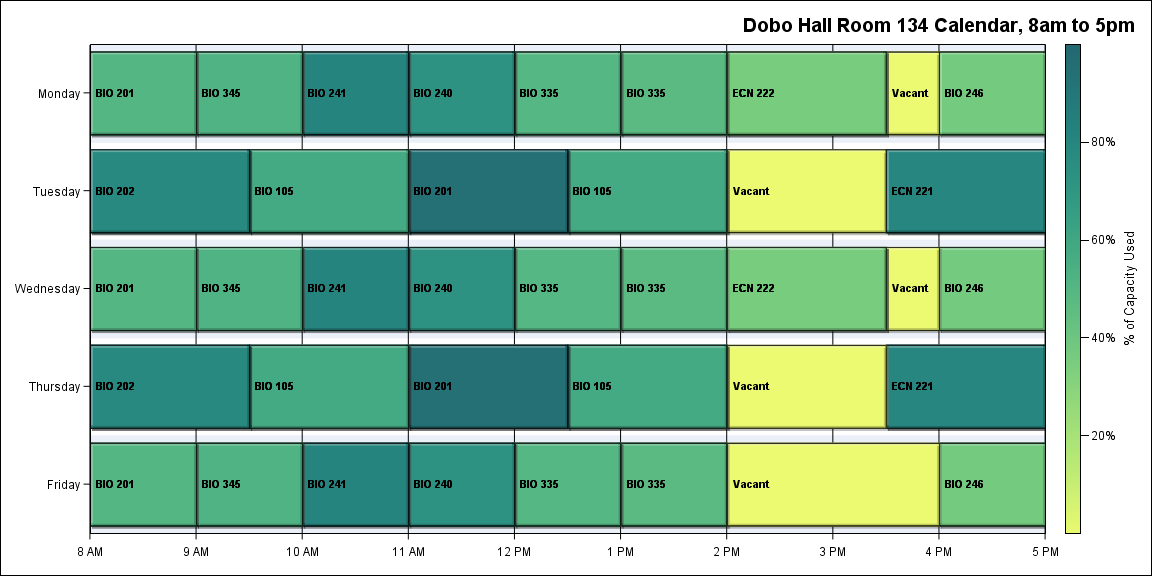 Dobo Hall Room 134 Calendar, 8am to 5pm
Monday BIO 201 BIO 345 BIO 241 BIO 240 BIO 335 BIO 335 ECN 222 Vacant BIO 246
Tuesday BIO 202 BIO 105 BIO 201 BIO 105 Vacant ECN 221
Wednesday BIO 201 BIO 345 BIO 241 BIO 240 BIO 335 BIO 335 ECN 222 Vacant BIO 246
Thursday BIO 202 BIO 105 BIO 201 BIO 105 Vacant ECN 221
Friday BIO 201 BIO 345 BIO 241 BIO 240 BIO 335 BIO 335 Vacant BIO 246
8 AM 9 AM 10 AM 11 AM 12 PM 1 PM 2 PM 3 PM 4 PM 5 PM
80%
60%
40%
20%
% of Capacity Used